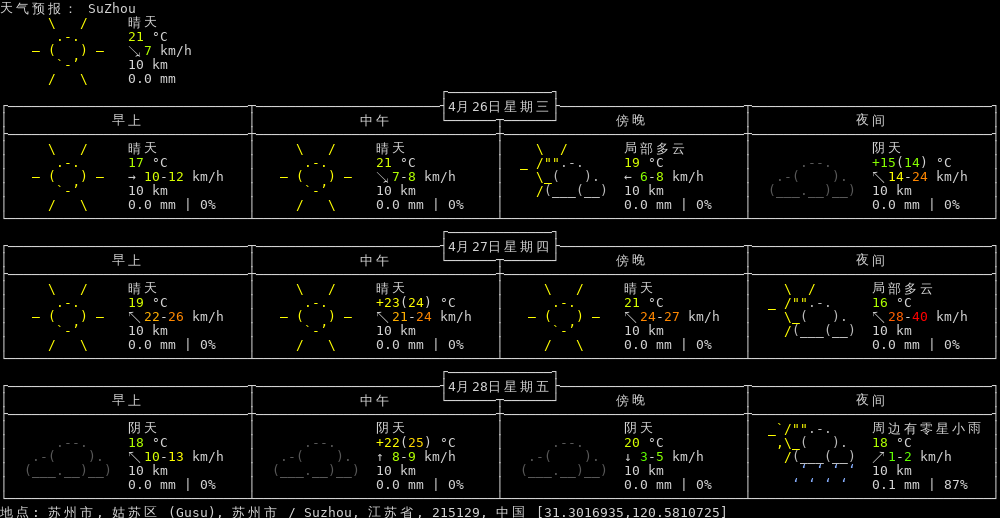 天气预报: SuZhou
晴天
21 °C
↘ 7 km/h
10 km
0.0 mm
4月26日星期三
早上 中午 傍晚 夜间
晴天 晴天 局部多云 阴天
17 °C 21 °C 19 °C +15(14) °C
→ 10-12 km/h ↘ 7-8 km/h ← 6-8 km/h ↖ 14-24 km/h
10 km 10 km 10 km 10 km
0.0 mm | 0% 0.0 mm | 0% 0.0 mm | 0% 0.0 mm | 0%
4月27日星期四
早上 中午 傍晚 夜间
晴天 晴天 晴天 局部多云
19 °C +23(24) °C 21 °C 16 °C
↖ 22-26 km/h ↖ 21-24 km/h ↖ 24-27 km/h ↖ 28-40 km/h
10 km 10 km 10 km 10 km
0.0 mm | 0% 0.0 mm | 0% 0.0 mm | 0% 0.0 mm | 0%
4月28日星期五
早上 中午 傍晚 夜间
阴天 阴天 阴天 周边有零星小雨
18 °C +22(25) °C 20 °C 18 °C
↖ 10-13 km/h ↑ 8-9 km/h ↓ 3-5 km/h ↗ 1-2 km/h
10 km 10 km 10 km 10 km
0.0 mm | 0% 0.0 mm | 0% 0.0 mm | 0% 0.1 mm | 87%
地点: 苏州市, 姑苏区 (Gusu), 苏州市 / Suzhou, 江苏省, 215129, 中国 [31.3016935,120.5810725]